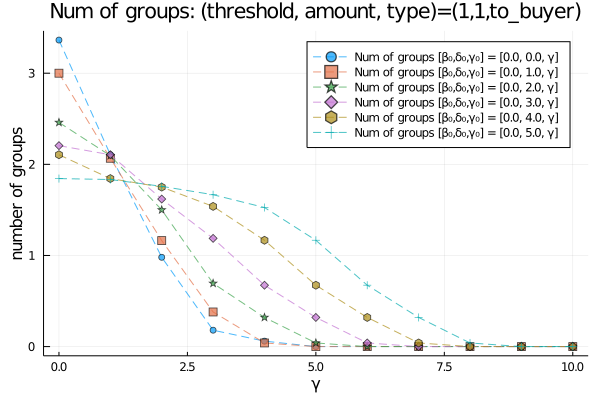 Num of groups: (threshold, amount, type)=(1,1,to_buyer)
Num of groups [β₀,δ₀,γ₀] = [0.0, 0.0, γ]
Num of groups [β₀,δ₀,γ₀] = [0.0, 1.0, γ]
Num of groups [β₀,δ₀,γ₀] = [0.0, 2.0, γ]
Num of groups [β₀,δ₀,γ₀] = [0.0, 3.0, γ]
Num of groups [β₀,δ₀,γ₀] = [0.0, 4.0, γ]
Num of groups [β₀,δ₀,γ₀] = [0.0, 5.0, γ]
number of groups
3
2
1
0
0.0 2.5 5.0 7.5 10.0
γ